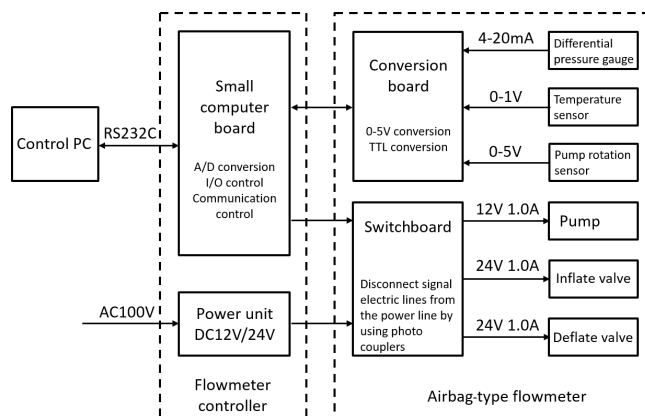 Control PC
RS232C
AC100V
Small
computer
board
A/D conversion
I/O control
Communication
control
Power unit
DC12V/24V
Flowmeter
controller
Conversion
board
0-5V conversion
TTL conversion
4-20mA
Differential
pressure gauge
0-1V
Temperature
sensor
0-5V
Pump rotation
sensor
Switchboard
Disconnect signal
electric lines from
the power line by
using photo
couplers
12V 1.0A
Pump
24V 1.0A
Inflate valve
24V 1.0A
Deflate valve
Airbag-type flowmeter